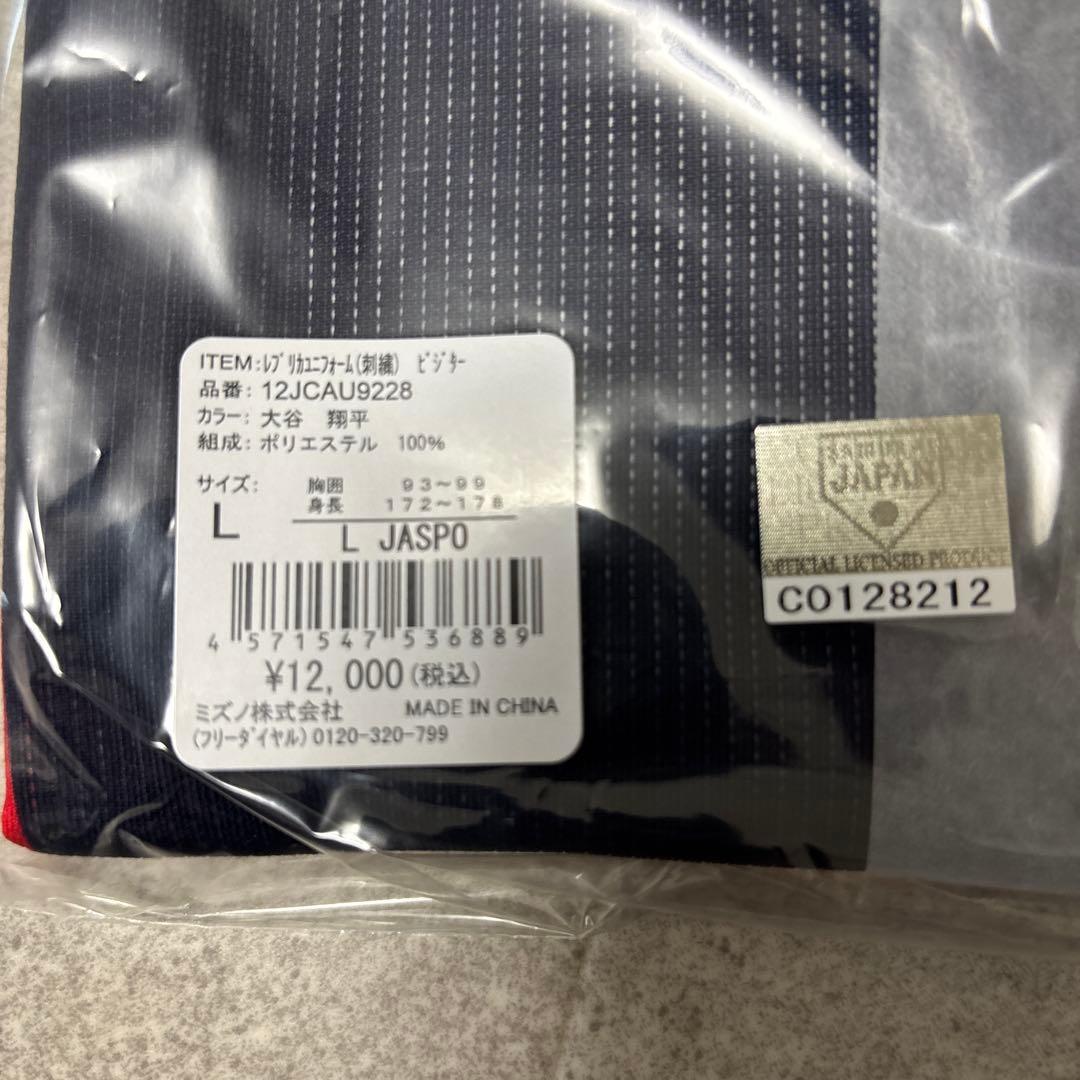 ITEM:レプリカユニフォーム(刺繍) ビジター
品番: 12JCAU9228
カラー: 大谷 翔平
組成: ポリエステル 100%
サイズ: 胸囲 93~99
身長 172~178
L
L JASPO
4 571547 536889
¥12,000(税込)
ミズノ株式会社 MADE IN CHINA
(フリーダイヤル) 0120-320-799
SAMURAI
JAPAN
OFFICIAL LICENSED PRODUCT
CO128212